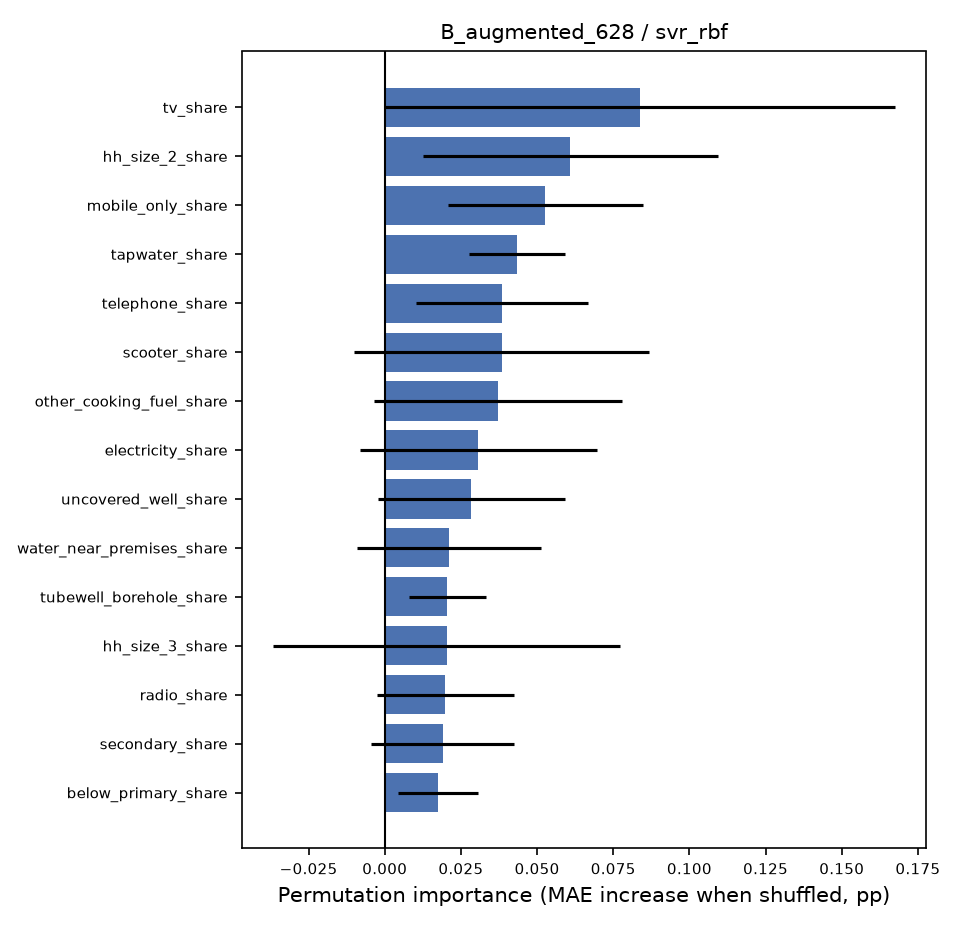 B_augmented_628 / svr_rbf
tv_share
hh_size_2_share
mobile_only_share
tapwater_share
telephone_share
scooter_share
other_cooking_fuel_share
electricity_share
uncovered_well_share
water_near_premises_share
tubewell_borehole_share
hh_size_3_share
radio_share
secondary_share
below_primary_share
−0.025 0.000 0.025 0.050 0.075 0.100 0.125 0.150 0.175
Permutation importance (MAE increase when shuffled, pp)